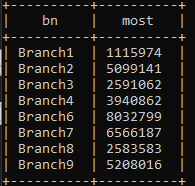 bn most
Branch1 1115974
Branch2 5099141
Branch3 2591062
Branch4 3940862
Branch6 8032799
Branch7 6566187
Branch8 2583583
Branch9 5208016